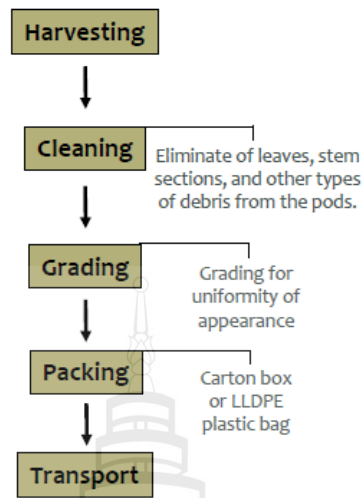 Harvesting
Cleaning
Eliminate of leaves, stem
sections, and other types
of debris from the pods.
Grading
Grading for
uniformity of
appearance
Packing
Carton box
or LLDPE
plastic bag
Transport